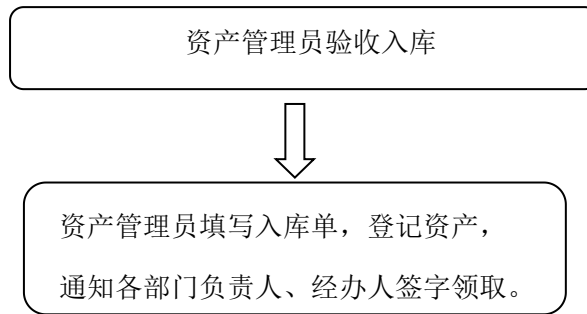 资产管理员验收入库
资产管理员填写入库单，登记资产，
通知各部门负责人、经办人签字领取。